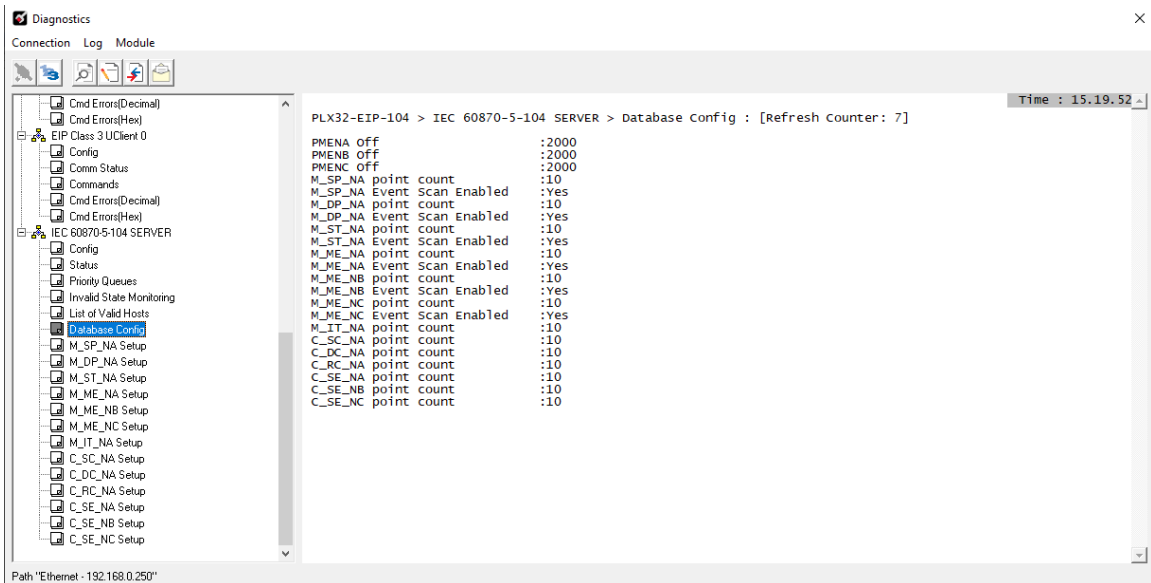 Diagnostics
Connection Log Module
Cmd Errors(Decimal)
Cmd Errors(Hex)
EIP Class 3 UClient 0
Config
Comm Status
Commands
Cmd Errors(Decimal)
Cmd Errors(Hex)
IEC 60870-5-104 SERVER
Config
Status
Priority Queues
Invalid State Monitoring
List of Valid Hosts
Database Config
M_SP_NA Setup
M_DP_NA Setup
M_ST_NA Setup
M_ME_NA Setup
M_ME_NB Setup
M_ME_NC Setup
M_IT_NA Setup
C_SC_NA Setup
C_DC_NA Setup
C_RC_NA Setup
C_SE_NA Setup
C_SE_NB Setup
C_SE_NC Setup
Time : 15.19.52
PLX32-EIP-104 > IEC 60870-5-104 SERVER > Database Config : [Refresh Counter: 7]
PMENA Off :2000
PMENB Off :2000
PMENC Off :2000
M_SP_NA point count :10
M_SP_NA Event Scan Enabled :Yes
M_DP_NA point count :10
M_DP_NA Event Scan Enabled :Yes
M_ST_NA point count :10
M_ST_NA Event Scan Enabled :Yes
M_ME_NA point count :10
M_ME_NA Event Scan Enabled :Yes
M_ME_NB point count :10
M_ME_NB Event Scan Enabled :Yes
M_ME_NC point count :10
M_ME_NC Event Scan Enabled :Yes
M_IT_NA point count :10
C_SC_NA point count :10
C_DC_NA point count :10
C_RC_NA point count :10
C_SE_NA point count :10
C_SE_NB point count :10
C_SE_NC point count :10
Path "Ethernet - 192.168.0.250"